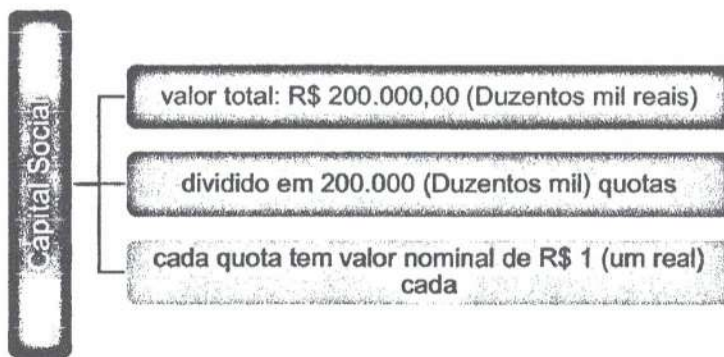 Capital Social
valor total: R$ 200.000,00 (Duzentos mil reais)
dividido em 200.000 (Duzentos mil) quotas
cada quota tem valor nominal de R$ 1 (um real)
cada